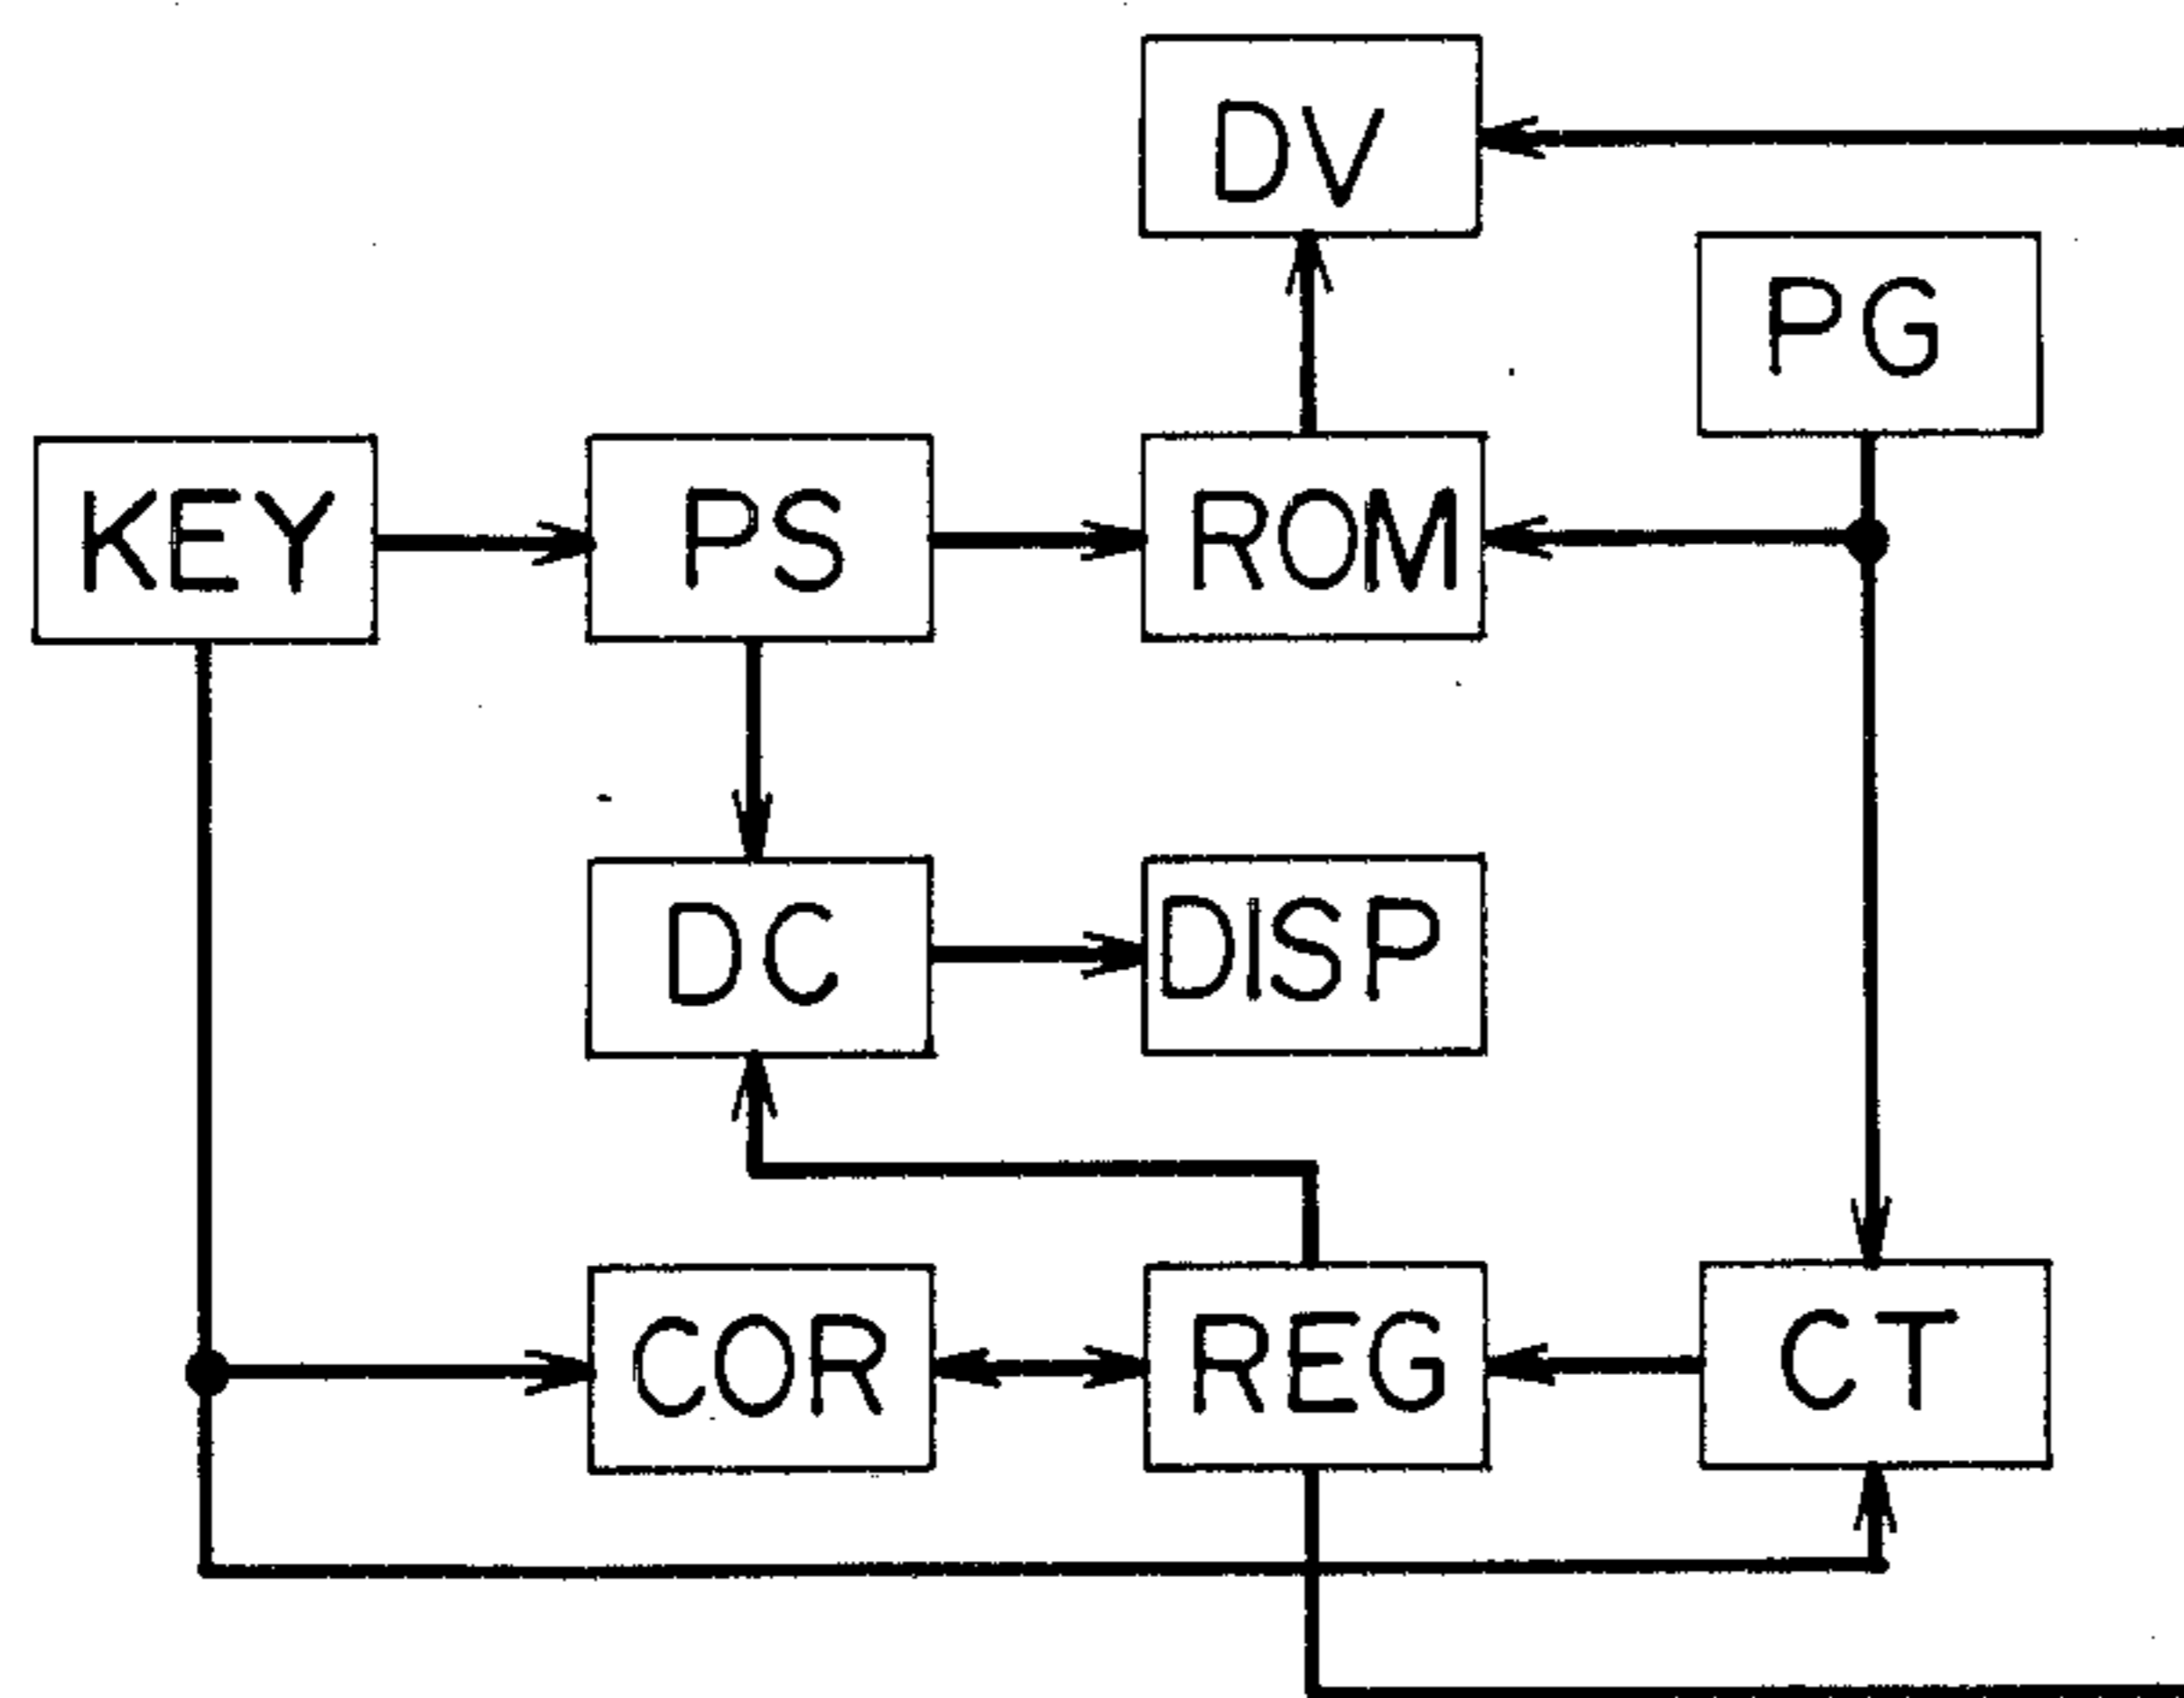 DV
PG
KEY
PS
ROM
DC
DISP
COR
REG
CT